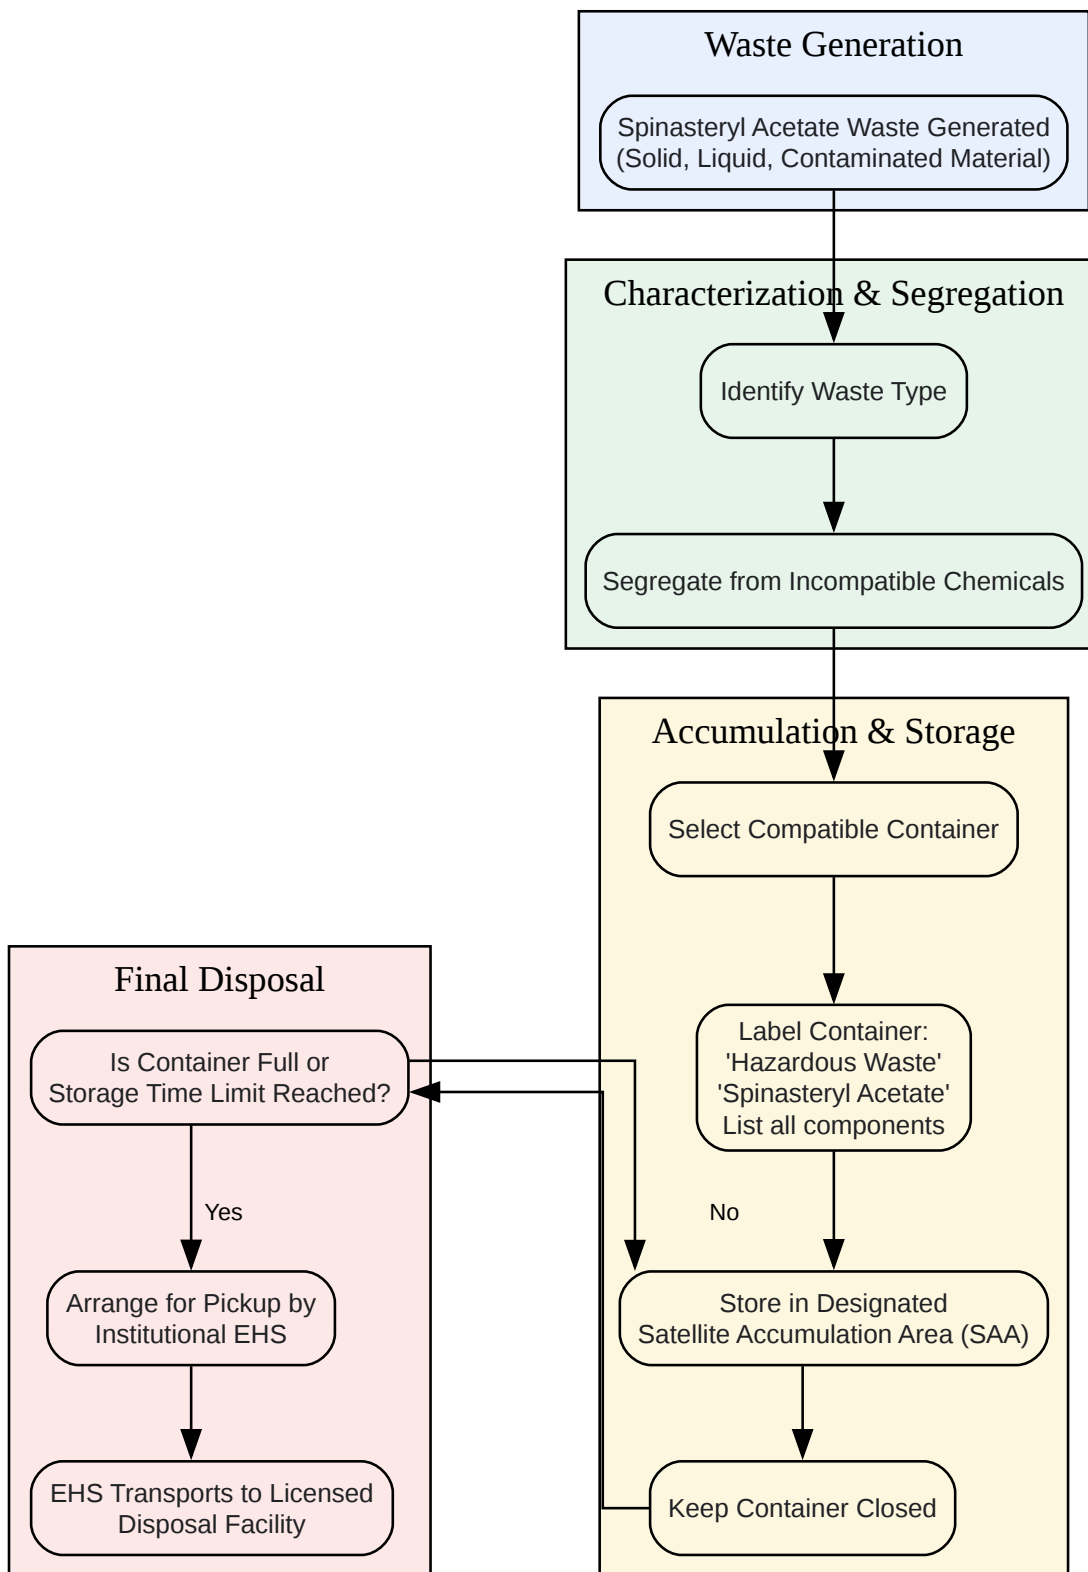 Waste Generation
Spinasteryl Acetate Waste Generated
(Solid, Liquid, Contaminated Material)
Characterization & Segregation
Identify Waste Type
Segregate from Incompatible Chemicals
Accumulation & Storage
Select Compatible Container
Label Container:
'Hazardous Waste'
'Spinasteryl Acetate'
List all components
No
Store in Designated
Satellite Accumulation Area (SAA)
Keep Container Closed
Final Disposal
Is Container Full or
Storage Time Limit Reached?
Yes
Arrange for Pickup by
Institutional EHS
EHS Transports to Licensed
Disposal Facility